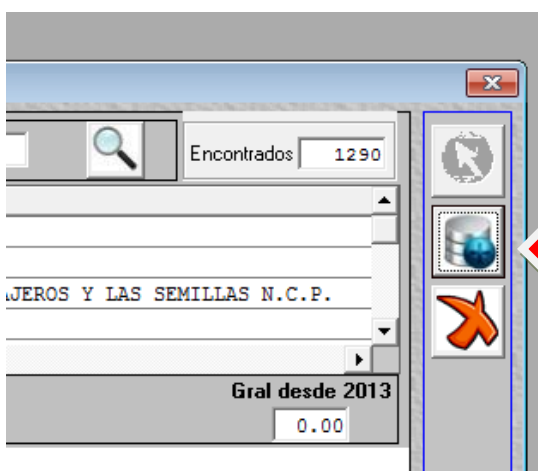 Encontrados 1290
JEROS Y LAS SEMILLAS N.C.P.
Gral desde 2013
0.00